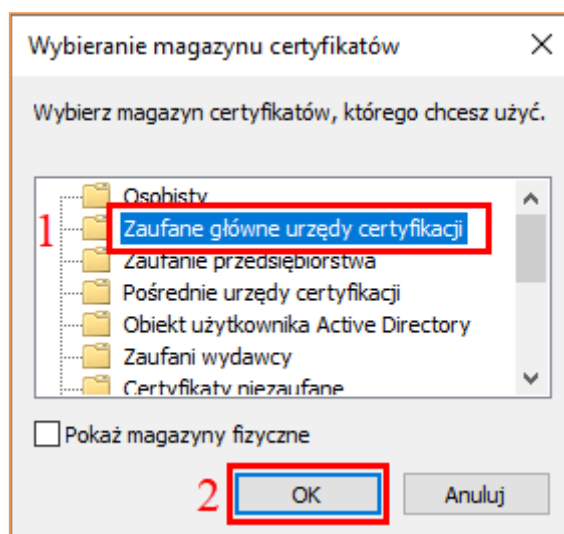 Wybieranie magazynu certyfikatów
Wybierz magazyn certyfikatów, którego chcesz użyć.
Osobisty
1 Zaufane główne urzędy certyfikacji
Zaufanie przedsiębiorstwa
Pośrednie urzędy certyfikacji
Obiekt użytkownika Active Directory
Zaufani wydawcy
Certyfikaty niezaufane
Pokaż magazyny fizyczne
2 OK Anuluj